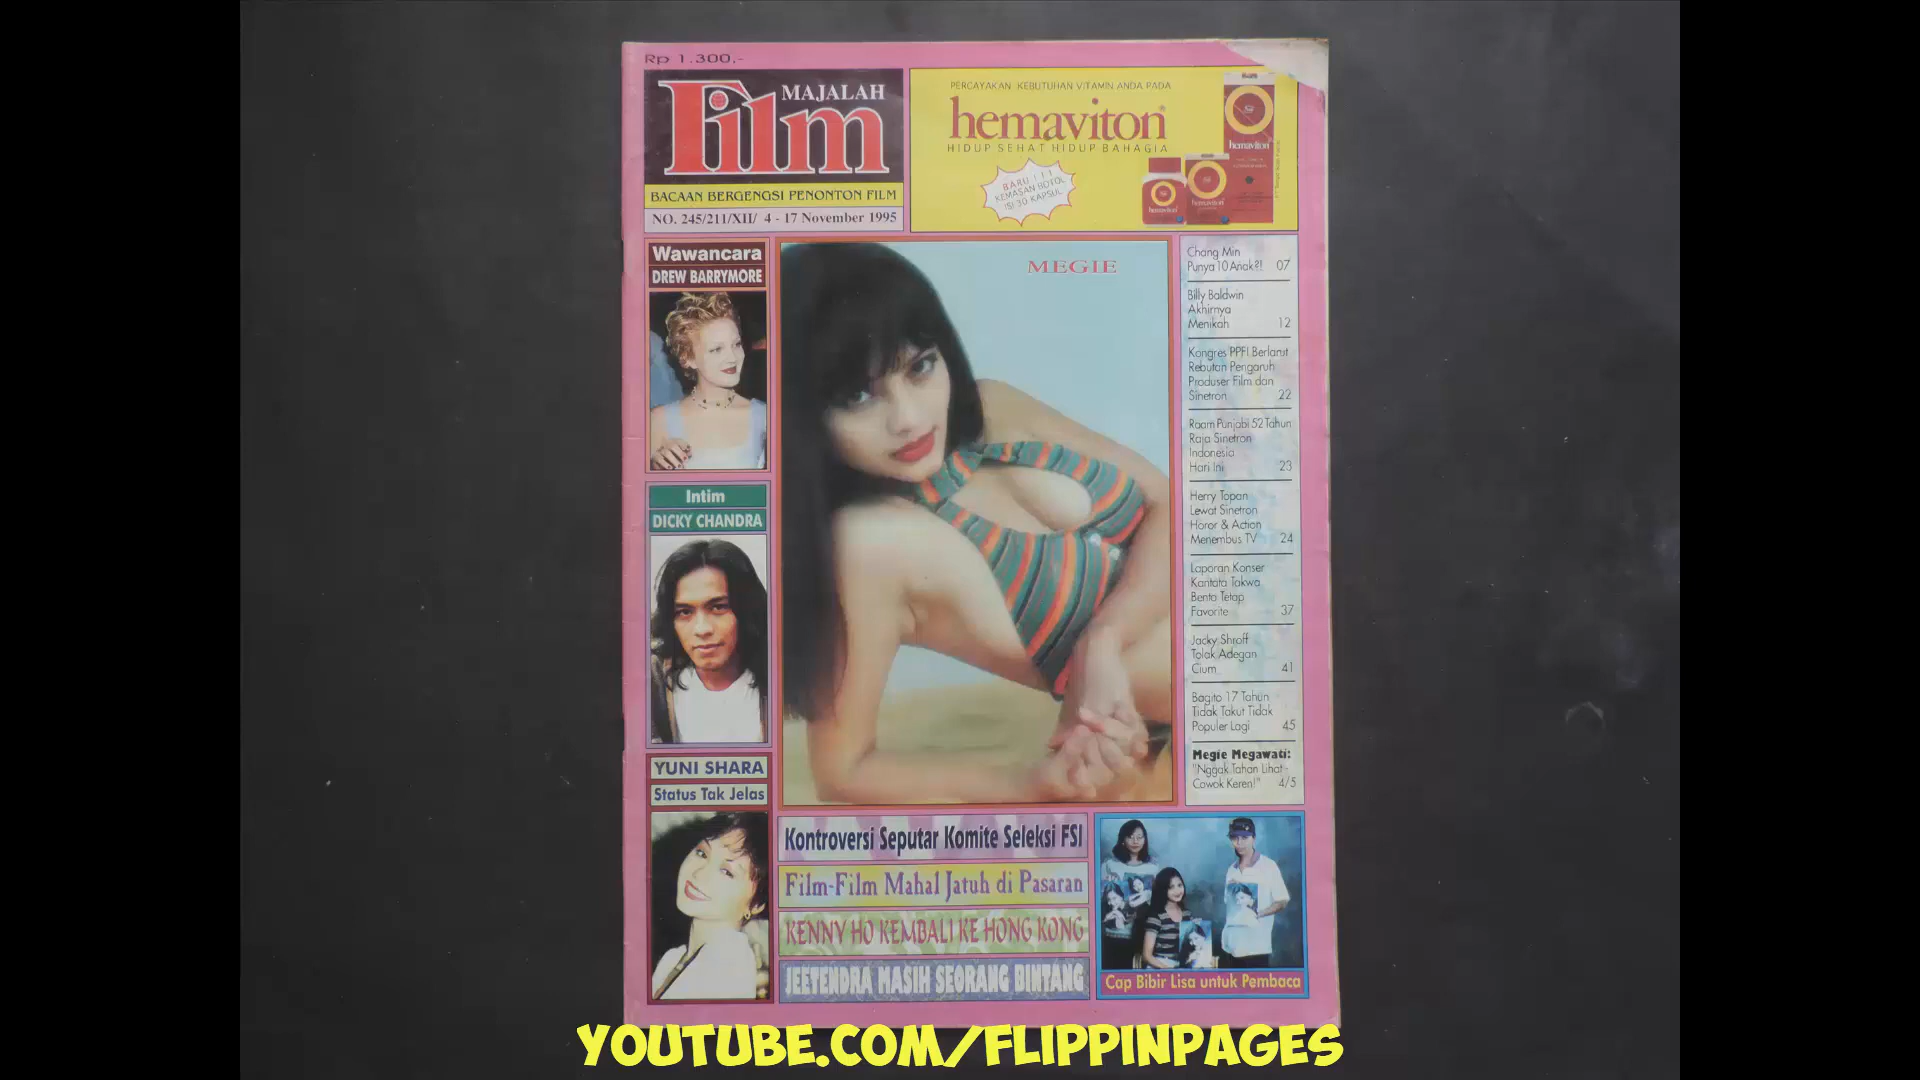 Rp 1.300,-
MAJALAH
Film
BACAAN BERGENGSI PENONTON FILM
NO. 245/211/XII/ 4 - 17 November 1995
PERCAYAKAN KEBUTUHAN VITAMIN ANDA PADA
hemaviton®
HIDUP SEHAT HIDUP BAHAGIA
BARU ! ! !
KEMASAN BOTOL
ISI 30 KAPSUL
hemaviton
hemaviton
hemaviton
Wawancara
DREW BARRYMORE
Intim
DICKY CHANDRA
YUNI SHARA
Status Tak Jelas
MEGIE
Chang Min
Punya 10 Anak?! 07
Billy Baldwin
Akhirnya
Menikah 12
Kongres PPFI Berlarut
Rebutan Pengaruh
Produser Film dan
Sinetron 22
Raam Punjabi 52 Tahun
Raja Sinetron
Indonesia
Hari Ini 23
Herry Topan
Lewat Sinetron
Horor & Action
Menembus TV 24
Laporan Konser
Kantata Takwa
Bento Tetap
Favorite 37
Jacky Shroff
Tolak Adegan
Cium 41
Bagito 17 Tahun
Tidak Takut Tidak
Populer Lagi 45
Megie Megawati:
"Nggak Tahan Lihat
Cowok Keren!" 4/5
Kontroversi Seputar Komite Seleksi FSI
Film-Film Mahal Jatuh di Pasaran
KENNY HO KEMBALI KE HONG KONG
JEETENDRA MASIH SEORANG BINTANG
Cap Bibir Lisa untuk Pembaca
YOUTUBE.COM/FLIPPINPAGES